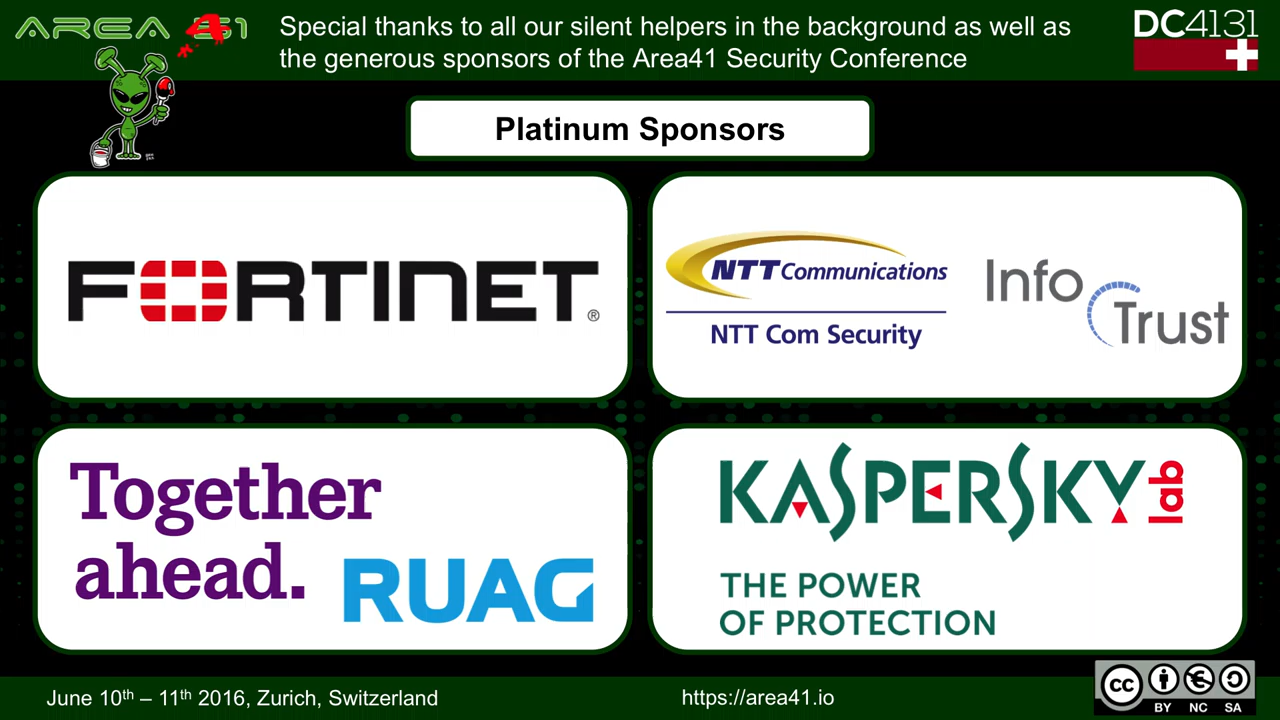 AREA 41
Special thanks to all our silent helpers in the background as well as
the generous sponsors of the Area41 Security Conference
DC4131
Platinum Sponsors
FORTINET®
NTT Communications
NTT Com Security
Info
Trust
Together
ahead.
RUAG
KASPERSKY lab
THE POWER
OF PROTECTION
June 10th – 11th 2016, Zurich, Switzerland
https://area41.io
cc
BY NC SA